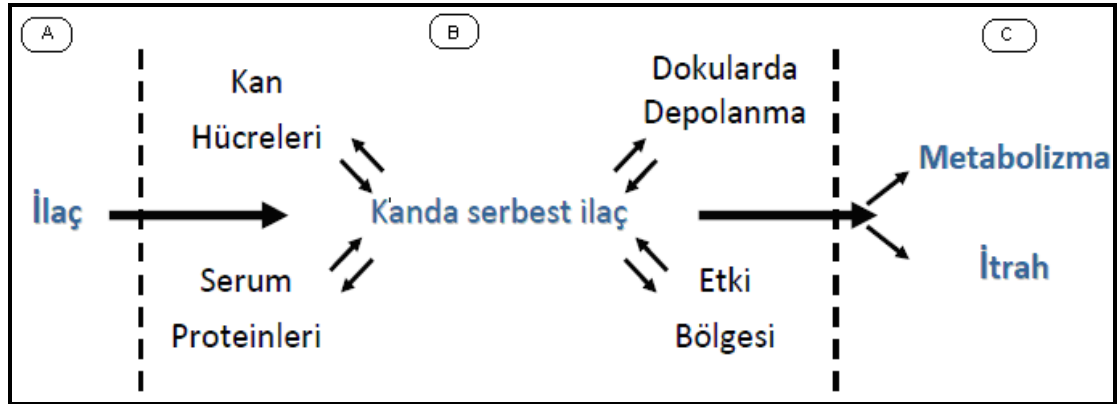 A
B
C
Kan
Hücreleri
Dokularda
Depolanma
Metabolizma
İlaç
Kanda serbest ilaç
İtrah
Serum
Proteinleri
Etki
Bölgesi